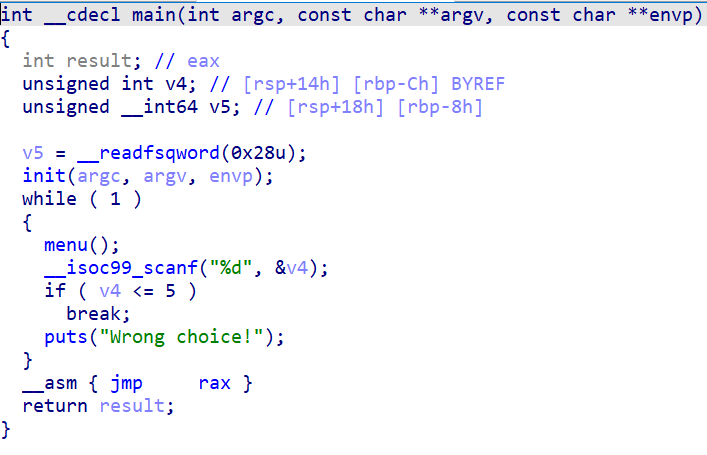 int __cdecl main(int argc, const char **argv, const char **envp)
{
  int result; // eax
  unsigned int v4; // [rsp+14h] [rbp-Ch] BYREF
  unsigned __int64 v5; // [rsp+18h] [rbp-8h]

  v5 = __readfsqword(0x28u);
  init(argc, argv, envp);
  while ( 1 )
  {
    menu();
    __isoc99_scanf("%d", &v4);
    if ( v4 <= 5 )
      break;
    puts("Wrong choice!");
  }
  __asm { jmp     rax }
  return result;
}